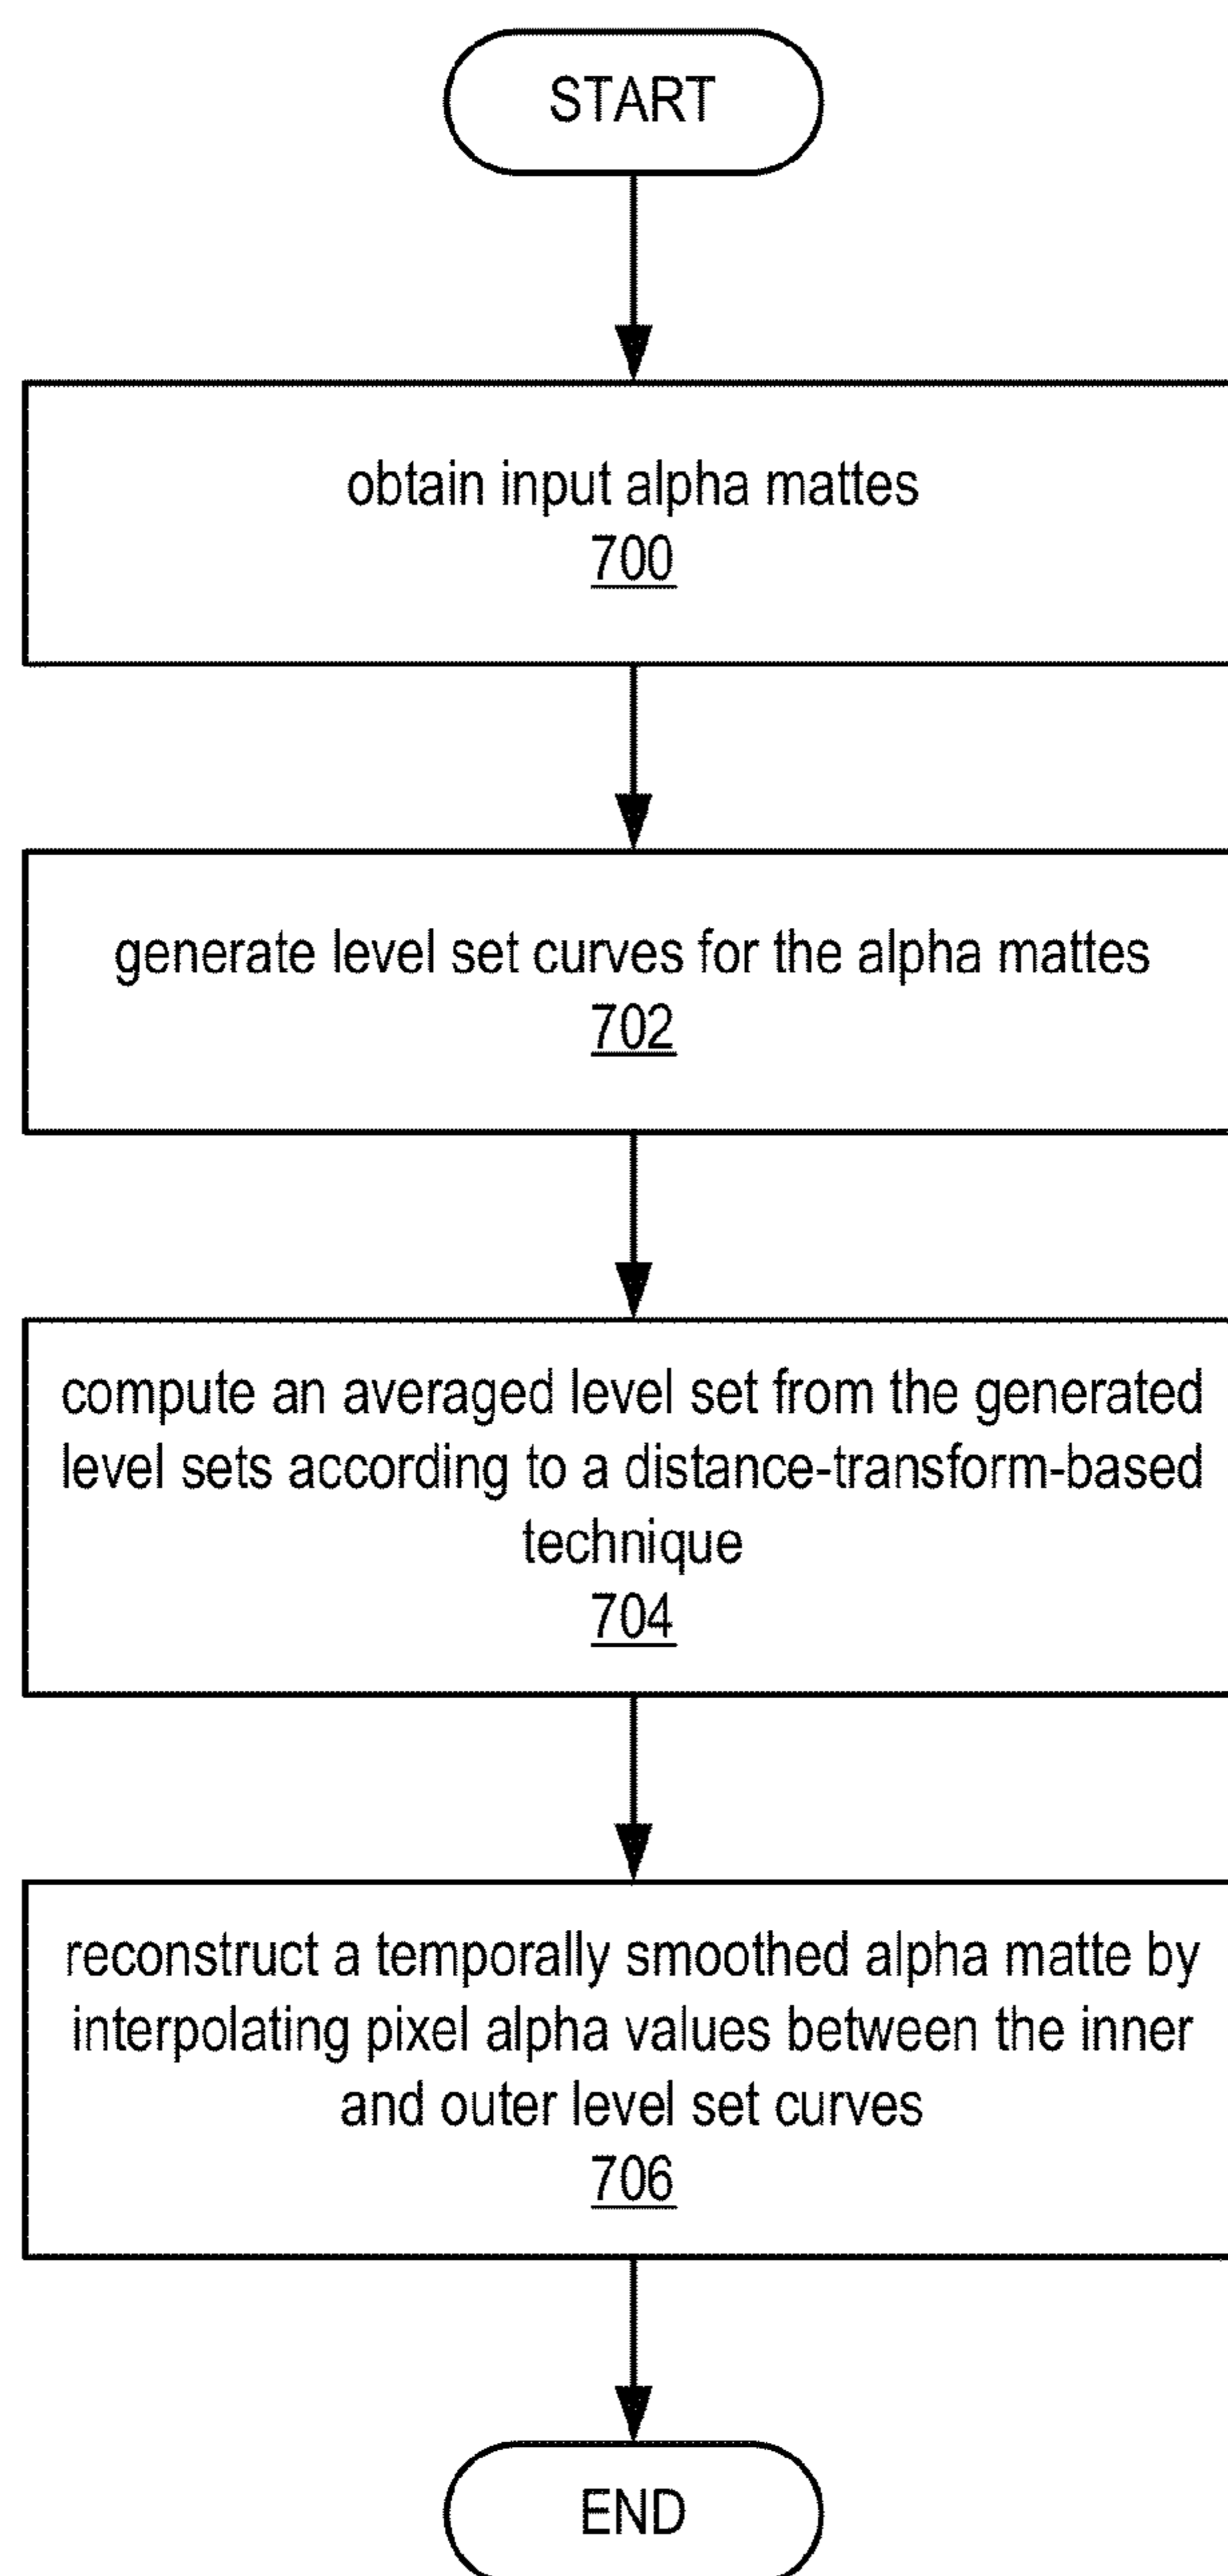 START
obtain input alpha mattes
700
generate level set curves for the alpha mattes
702
compute an averaged level set from the generated
level sets according to a distance-transform-based
technique
704
reconstruct a temporally smoothed alpha matte by
interpolating pixel alpha values between the inner
and outer level set curves
706
END